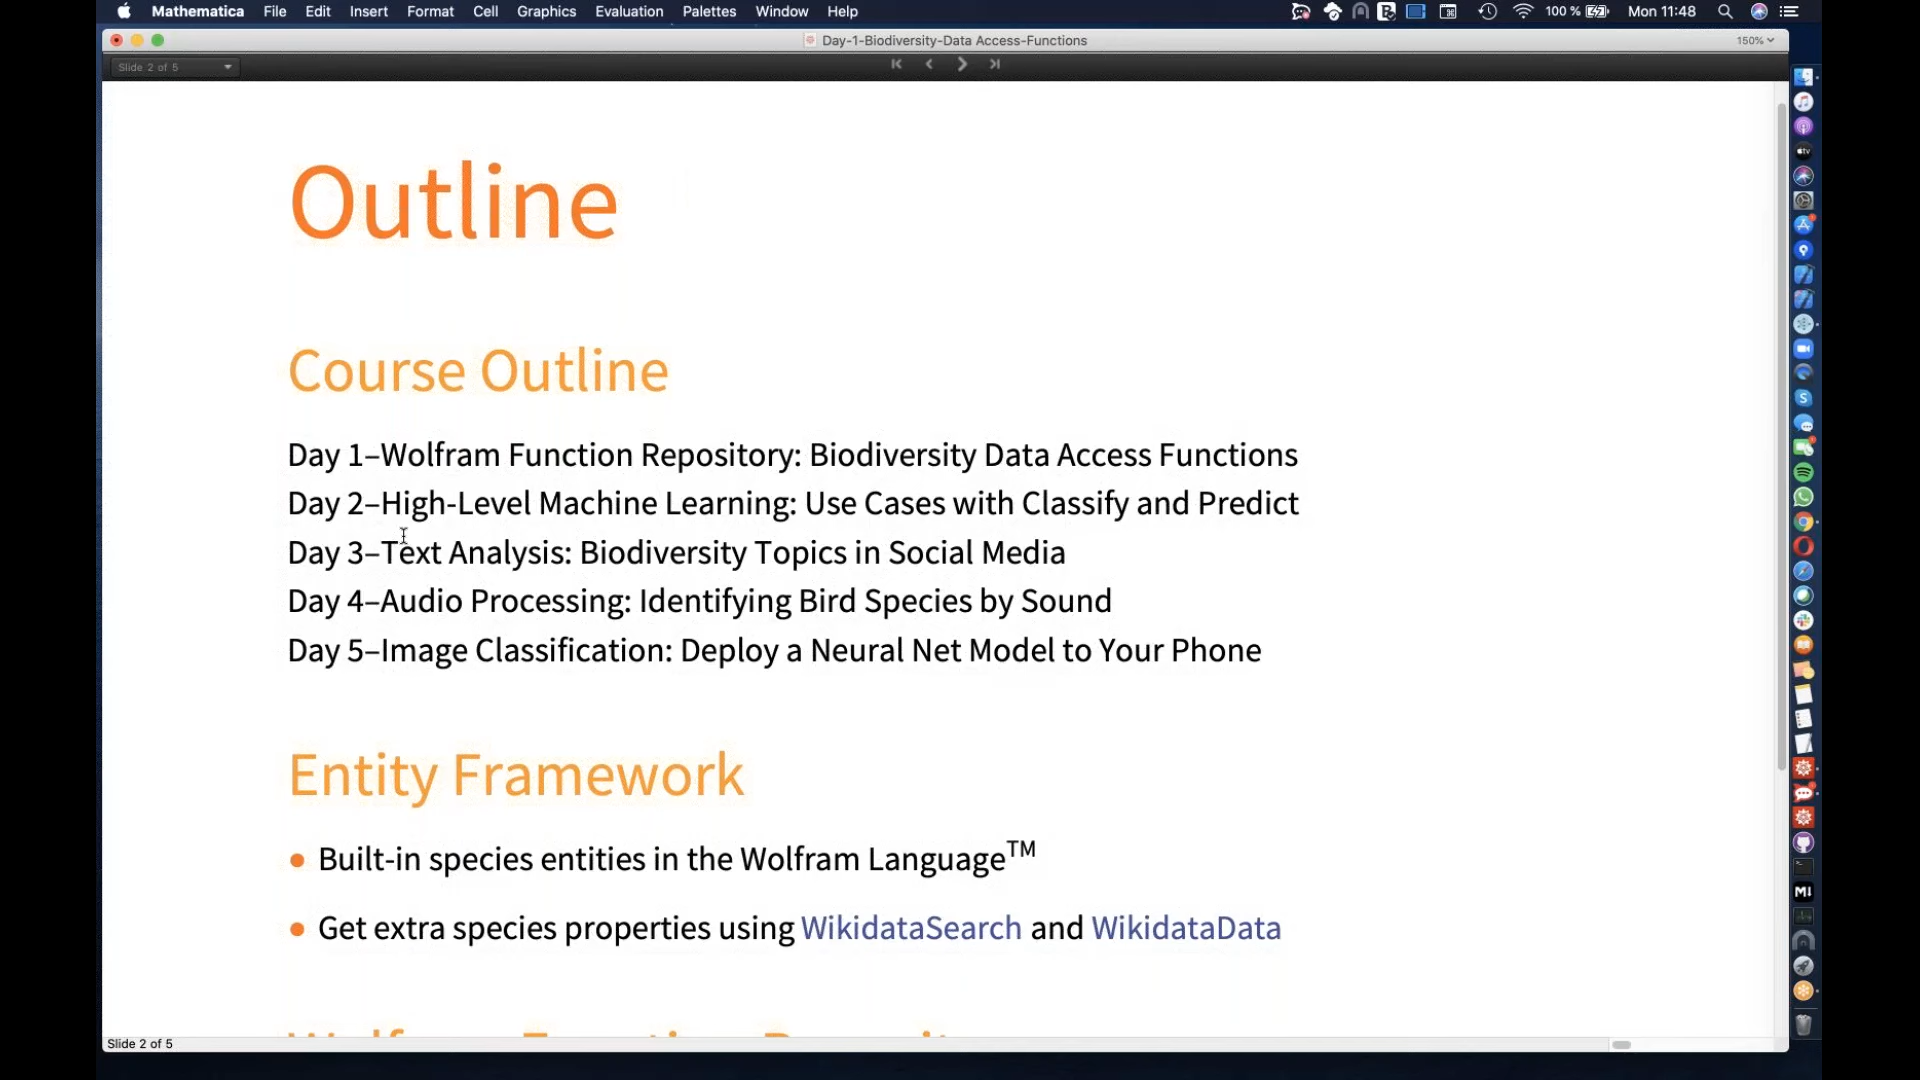 Mathematica File Edit Insert Format Cell Graphics Evaluation Palettes Window Help 100 % Mon 11:48
Day-1-Biodiversity-Data Access-Functions 150%
Slide 2 of 5
Outline
Course Outline
Day 1–Wolfram Function Repository: Biodiversity Data Access Functions
Day 2–High-Level Machine Learning: Use Cases with Classify and Predict
Day 3–Text Analysis: Biodiversity Topics in Social Media
Day 4–Audio Processing: Identifying Bird Species by Sound
Day 5–Image Classification: Deploy a Neural Net Model to Your Phone
Entity Framework
Built-in species entities in the Wolfram Language™
Get extra species properties using WikidataSearch and WikidataData
Slide 2 of 5